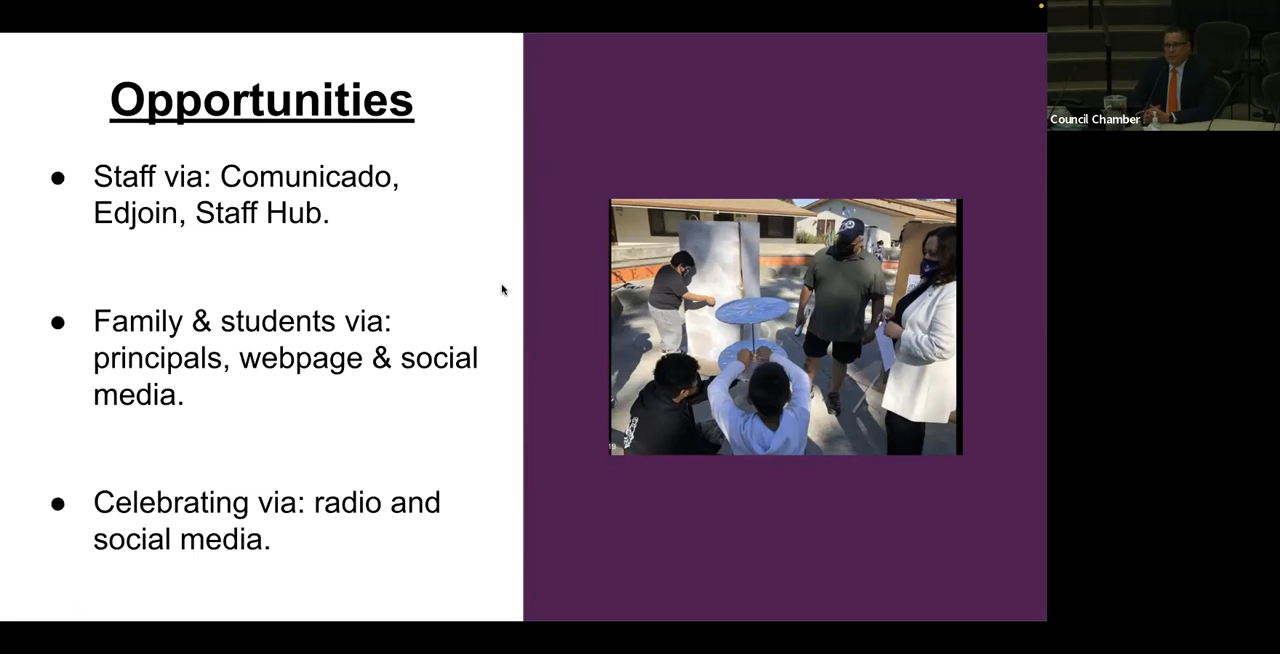 Opportunities
● Staff via: Comunicado,
Edjoin, Staff Hub.
● Family & students via:
principals, webpage & social
media.
● Celebrating via: radio and
social media.
19
Council Chamber